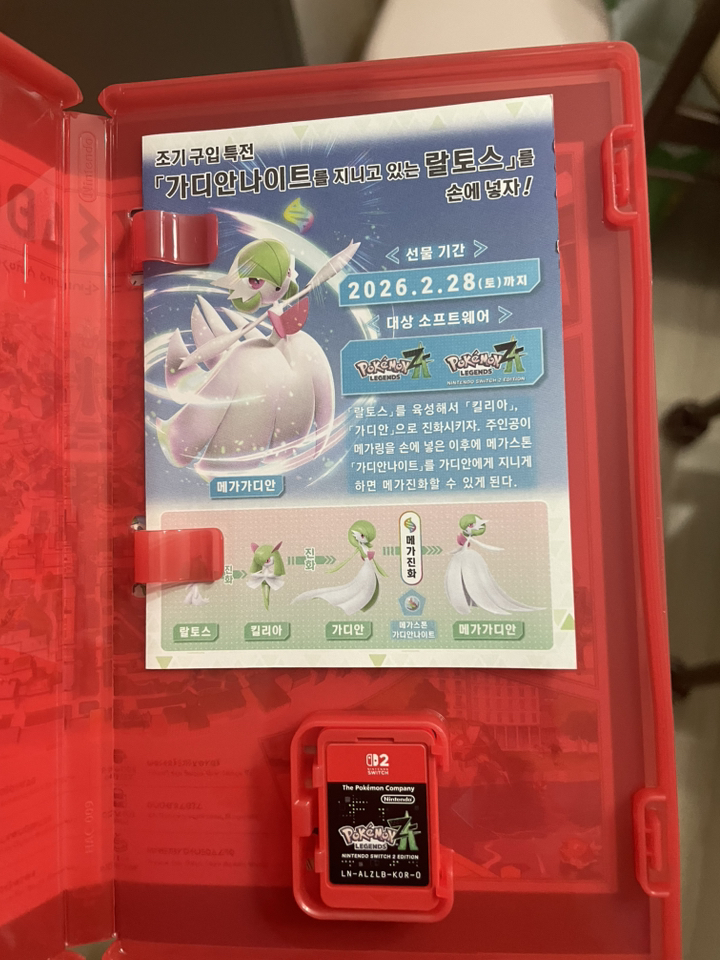 조기 구입 특전
「가디안나이트를 지니고 있는 랄토스」를
손에 넣자!
선물 기간
2026.2.28(토)까지
대상 소프트웨어
POKÉMON LEGENDS Z-A
POKÉMON LEGENDS Z-A
NINTENDO SWITCH 2 EDITION
「랄토스」를 육성해서 「킬리아」,
「가디안」으로 진화시키자. 주인공이
메가링을 손에 넣은 이후에 메가스톤
「가디안나이트」를 가디안에게 지니게
하면 메가진화할 수 있게 된다.
메가가디안
진화
진화
메가진화
랄토스
킬리아
가디안
메가스톤
가디안나이트
메가가디안
2
NINTENDO
SWITCH
The Pokémon Company
Nintendo
POKÉMON
LEGENDS Z-A
NINTENDO SWITCH 2 EDITION
LN-ALZLB-KOR-0
Nintendo